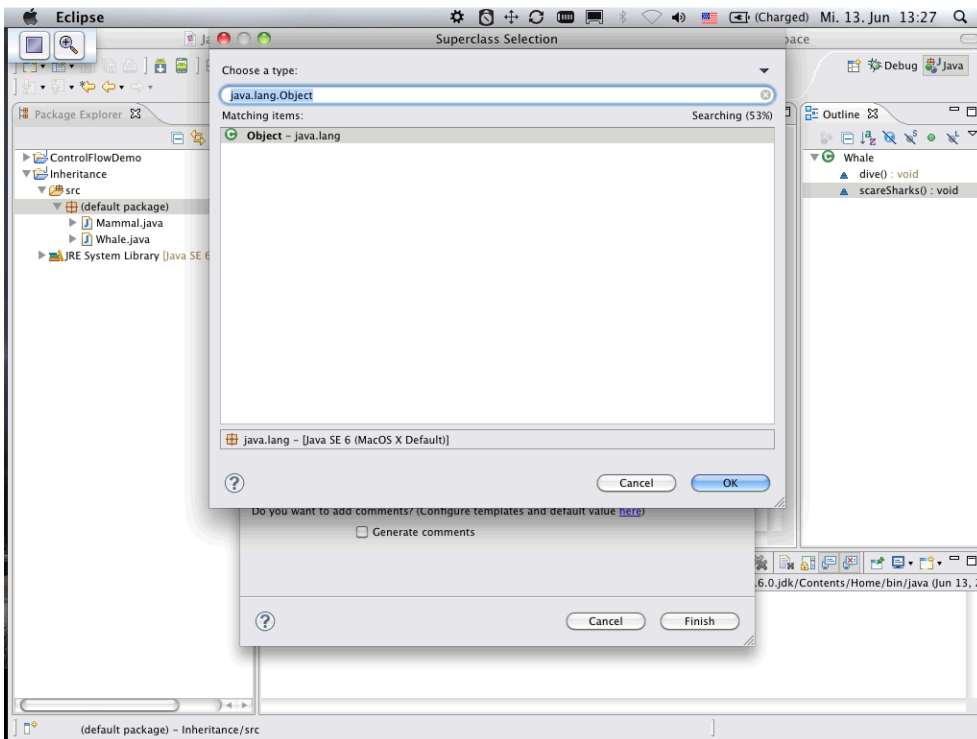 Eclipse
(Charged) Mi. 13. Jun 13:27
Superclass Selection
Choose a type:
java.lang.Object
Matching items:
Searching (53%)
Object – java.lang
java.lang – [Java SE 6 (MacOS X Default)]
Cancel
OK
Debug
Java
Package Explorer
ControlFlowDemo
Inheritance
src
(default package)
Mammal.java
Whale.java
JRE System Library [Java SE 6
Outline
Whale
dive() : void
scareSharks() : void
Do you want to add comments? (Configure templates and default value here)
Generate comments
Cancel
Finish
.6.0.jdk/Contents/Home/bin/java (Jun 13,
(default package) – Inheritance/src